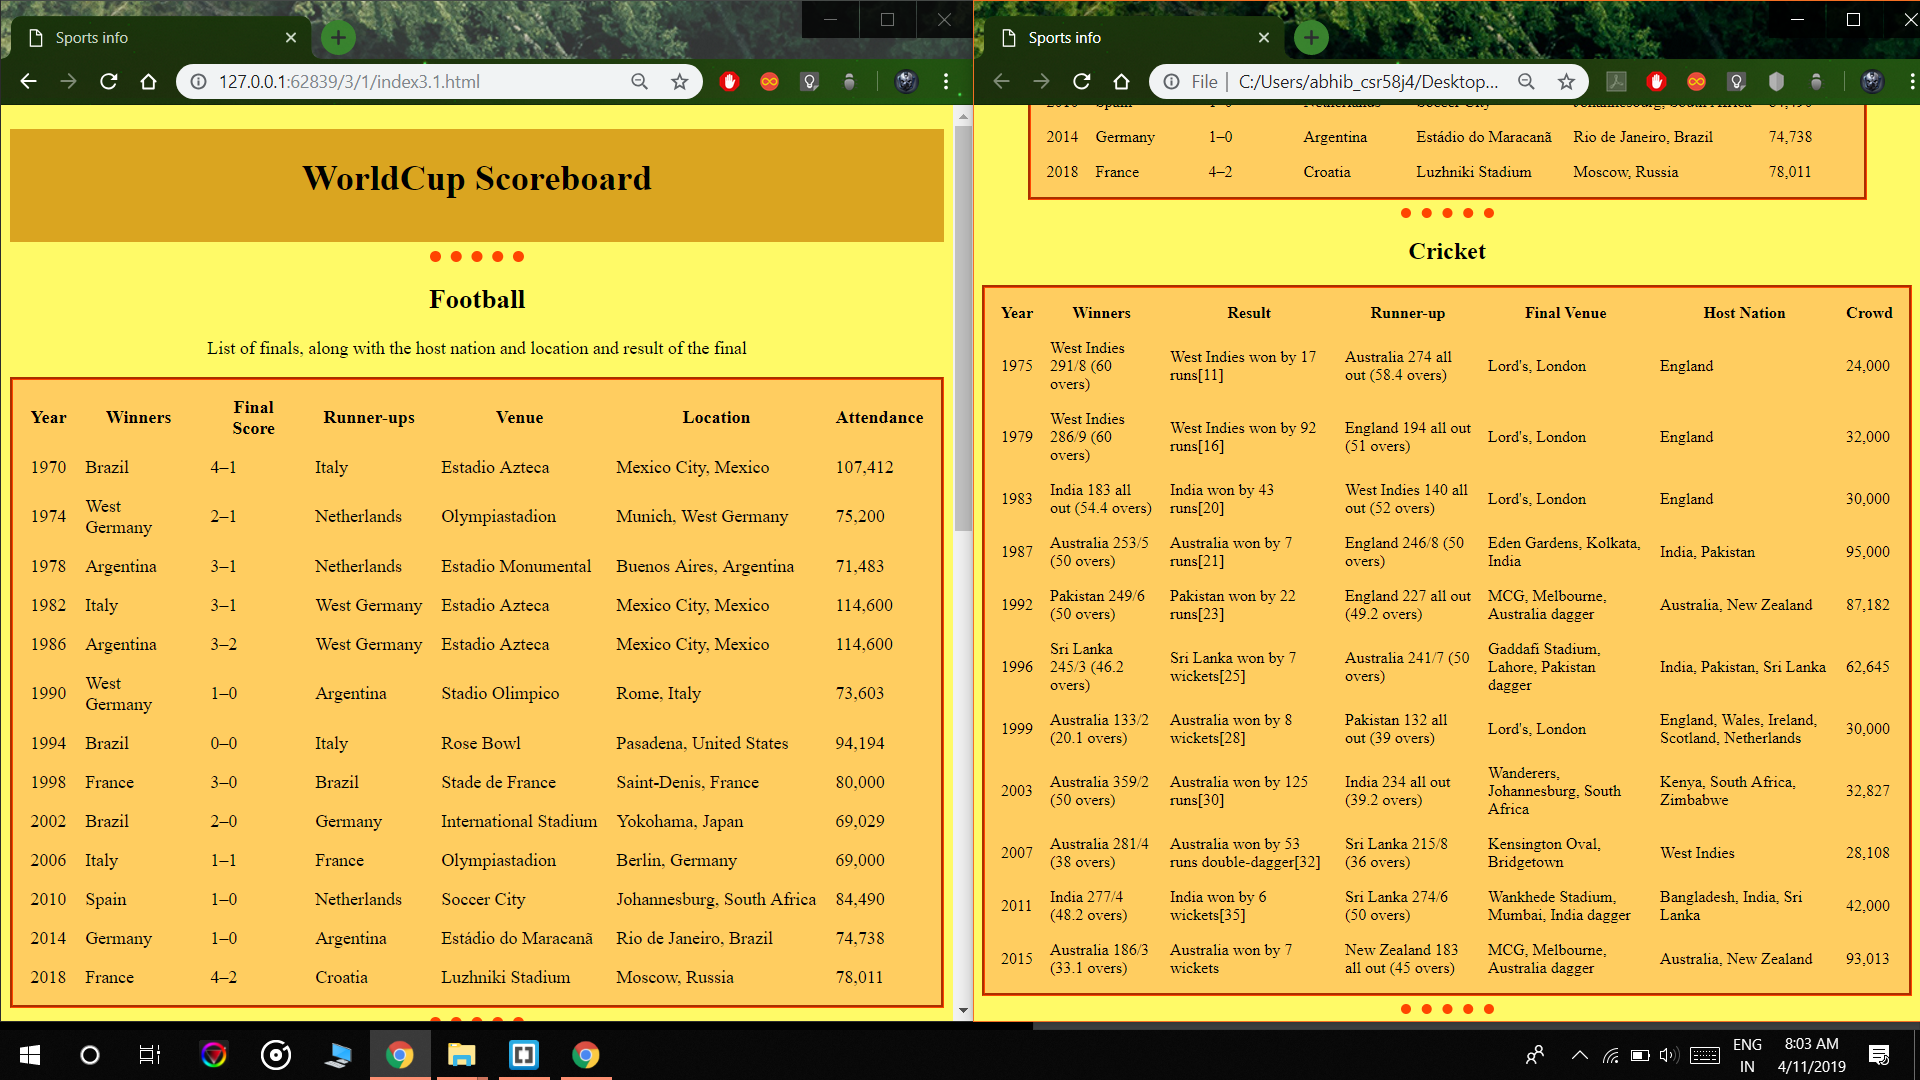 Sports info
127.0.0.1:62839/3/1/index3.1.html
WorldCup Scoreboard
Football
List of finals, along with the host nation and location and result of the final
Year Winners Final Score Runner-ups Venue Location Attendance
1970 Brazil 4–1 Italy Estadio Azteca Mexico City, Mexico 107,412
1974 West Germany 2–1 Netherlands Olympiastadion Munich, West Germany 75,200
1978 Argentina 3–1 Netherlands Estadio Monumental Buenos Aires, Argentina 71,483
1982 Italy 3–1 West Germany Estadio Azteca Mexico City, Mexico 114,600
1986 Argentina 3–2 West Germany Estadio Azteca Mexico City, Mexico 114,600
1990 West Germany 1–0 Argentina Stadio Olimpico Rome, Italy 73,603
1994 Brazil 0–0 Italy Rose Bowl Pasadena, United States 94,194
1998 France 3–0 Brazil Stade de France Saint-Denis, France 80,000
2002 Brazil 2–0 Germany International Stadium Yokohama, Japan 69,029
2006 Italy 1–1 France Olympiastadion Berlin, Germany 69,000
2010 Spain 1–0 Netherlands Soccer City Johannesburg, South Africa 84,490
2014 Germany 1–0 Argentina Estádio do Maracanã Rio de Janeiro, Brazil 74,738
2018 France 4–2 Croatia Luzhniki Stadium Moscow, Russia 78,011
Sports info
File | C:/Users/abhib_csr58j4/Desktop...
2010 Spain 1–0 Netherlands Soccer City Johannesburg, South Africa 84,490
2014 Germany 1–0 Argentina Estádio do Maracanã Rio de Janeiro, Brazil 74,738
2018 France 4–2 Croatia Luzhniki Stadium Moscow, Russia 78,011
Cricket
Year Winners Result Runner-up Final Venue Host Nation Crowd
1975 West Indies 291/8 (60 overs) West Indies won by 17 runs[11] Australia 274 all out (58.4 overs) Lord's, London England 24,000
1979 West Indies 286/9 (60 overs) West Indies won by 92 runs[16] England 194 all out (51 overs) Lord's, London England 32,000
1983 India 183 all out (54.4 overs) India won by 43 runs[20] West Indies 140 all out (52 overs) Lord's, London England 30,000
1987 Australia 253/5 (50 overs) Australia won by 7 runs[21] England 246/8 (50 overs) Eden Gardens, Kolkata, India India, Pakistan 95,000
1992 Pakistan 249/6 (50 overs) Pakistan won by 22 runs[23] England 227 all out (49.2 overs) MCG, Melbourne, Australia dagger Australia, New Zealand 87,182
1996 Sri Lanka 245/3 (46.2 overs) Sri Lanka won by 7 wickets[25] Australia 241/7 (50 overs) Gaddafi Stadium, Lahore, Pakistan dagger India, Pakistan, Sri Lanka 62,645
1999 Australia 133/2 (20.1 overs) Australia won by 8 wickets[28] Pakistan 132 all out (39 overs) Lord's, London England, Wales, Ireland, Scotland, Netherlands 30,000
2003 Australia 359/2 (50 overs) Australia won by 125 runs[30] India 234 all out (39.2 overs) Wanderers, Johannesburg, South Africa Kenya, South Africa, Zimbabwe 32,827
2007 Australia 281/4 (38 overs) Australia won by 53 runs double-dagger[32] Sri Lanka 215/8 (36 overs) Kensington Oval, Bridgetown West Indies 28,108
2011 India 277/4 (48.2 overs) India won by 6 wickets[35] Sri Lanka 274/6 (50 overs) Wankhede Stadium, Mumbai, India dagger Bangladesh, India, Sri Lanka 42,000
2015 Australia 186/3 (33.1 overs) Australia won by 7 wickets New Zealand 183 all out (45 overs) MCG, Melbourne, Australia dagger Australia, New Zealand 93,013
ENG
IN
8:03 AM
4/11/2019